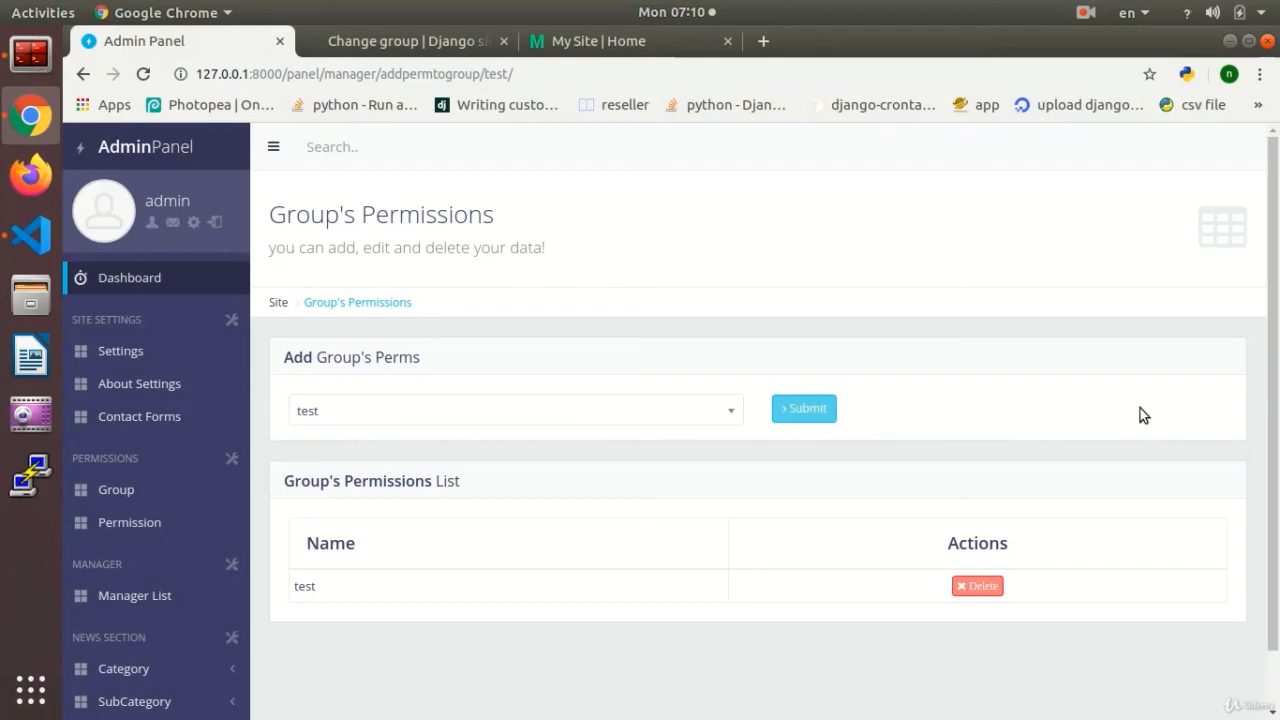 Activities Google Chrome Mon 07:10 en ?
Admin Panel Change group | Django si My Site | Home
127.0.0.1:8000/panel/manager/addpermtogroup/test/ n
Apps Photopea | On... python - Run a... dj Writing custo... reseller python - Djan... django-cronta... app upload django... csv file »
AdminPanel Search..
admin
Group's Permissions
you can add, edit and delete your data!
Dashboard
Site Group's Permissions
SITE SETTINGS
Settings
About Settings
Contact Forms
PERMISSIONS
Group
Permission
MANAGER
Manager List
NEWS SECTION
Category
SubCategory
Add Group's Perms
test Submit
Group's Permissions List
Name Actions
test Delete
Udemy